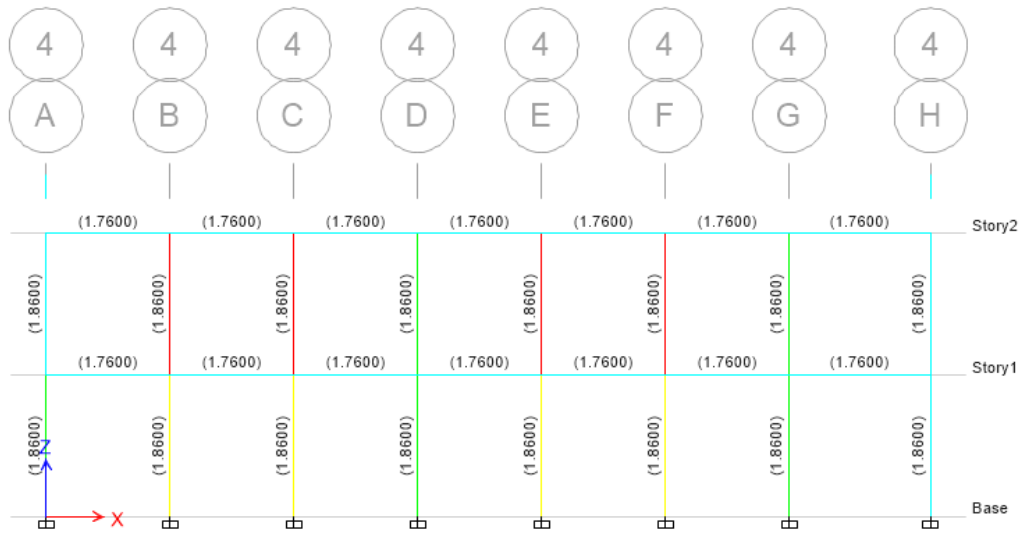 4 4 4 4 4 4 4 4
A B C D E F G H
(1.7600) (1.7600) (1.7600) (1.7600) (1.7600) (1.7600) (1.7600)
Story2
(1.8600) (1.8600) (1.8600) (1.8600) (1.8600) (1.8600) (1.8600) (1.8600)
(1.7600) (1.7600) (1.7600) (1.7600) (1.7600) (1.7600) (1.7600)
Story1
(1.8600) (1.8600) (1.8600) (1.8600) (1.8600) (1.8600) (1.8600) (1.8600)
Z
Base
X